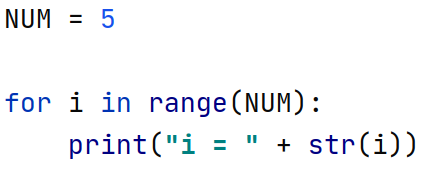 NUM = 5
for i in range(NUM):
    print("i = " + str(i))